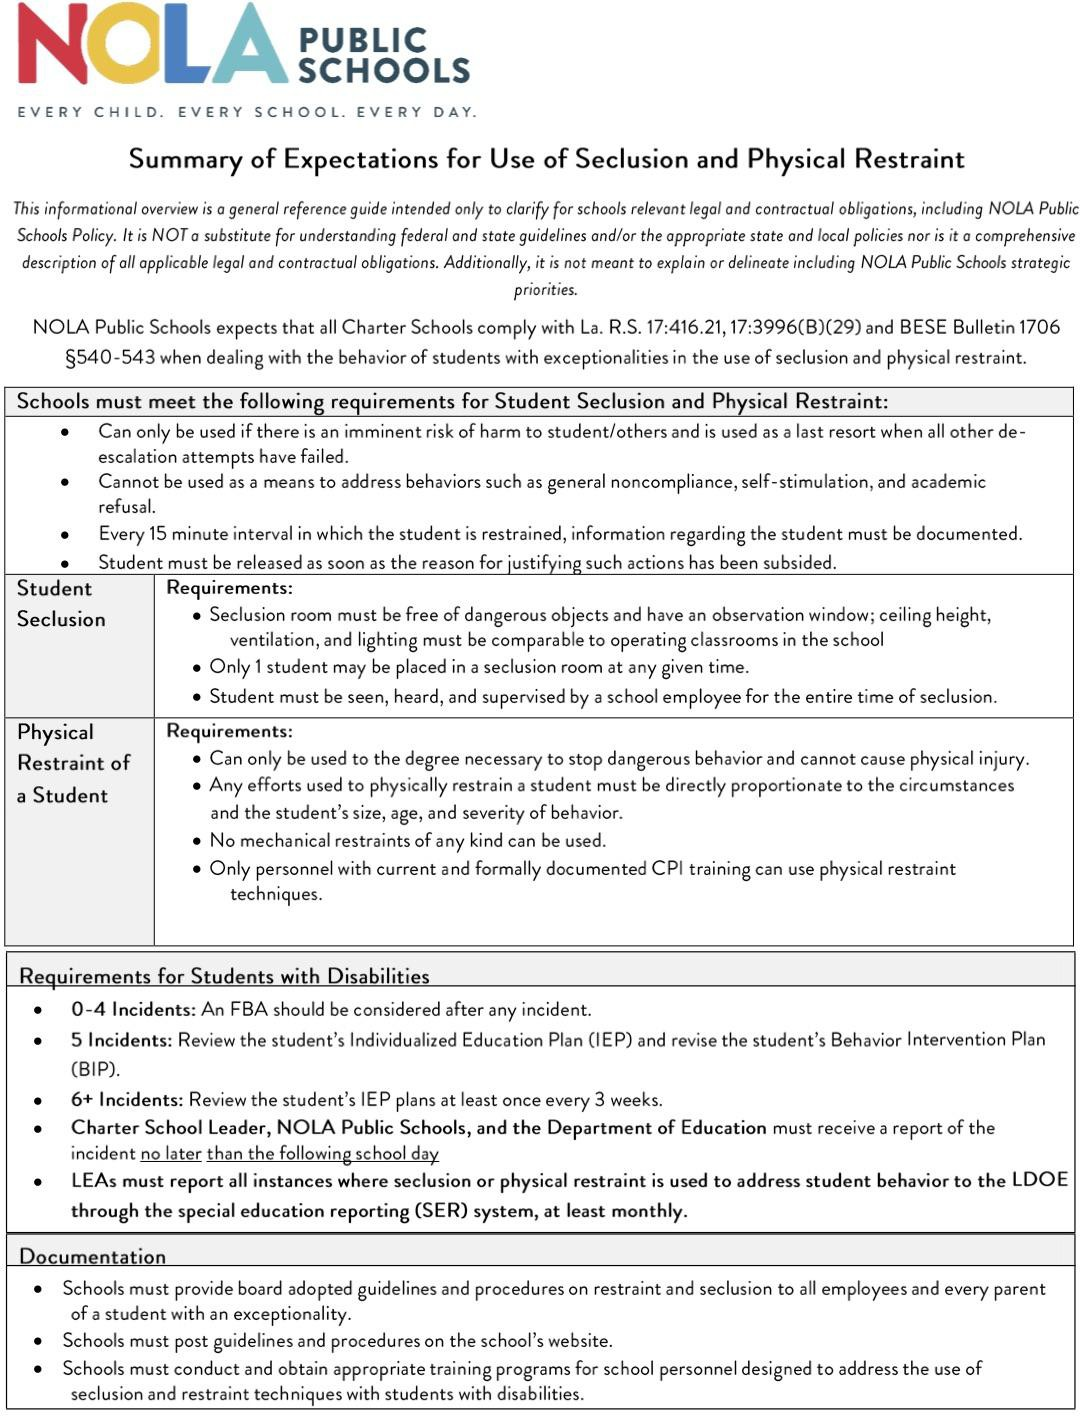 NOLA PUBLIC SCHOOLS
EVERY CHILD. EVERY SCHOOL. EVERY DAY.
Summary of Expectations for Use of Seclusion and Physical Restraint
This informational overview is a general reference guide intended only to clarify for schools relevant legal and contractual obligations, including NOLA Public
Schools Policy. It is NOT a substitute for understanding federal and state guidelines and/or the appropriate state and local policies nor is it a comprehensive
description of all applicable legal and contractual obligations. Additionally, it is not meant to explain or delineate including NOLA Public Schools strategic
priorities.
NOLA Public Schools expects that all Charter Schools comply with La. R.S. 17:416.21, 17:3996(B)(29) and BESE Bulletin 1706
§540-543 when dealing with the behavior of students with exceptionalities in the use of seclusion and physical restraint.
Schools must meet the following requirements for Student Seclusion and Physical Restraint:
• Can only be used if there is an imminent risk of harm to student/others and is used as a last resort when all other de-
escalation attempts have failed.
• Cannot be used as a means to address behaviors such as general noncompliance, self-stimulation, and academic
refusal.
• Every 15 minute interval in which the student is restrained, information regarding the student must be documented.
• Student must be released as soon as the reason for justifying such actions has been subsided.
Student
Seclusion
Requirements:
• Seclusion room must be free of dangerous objects and have an observation window; ceiling height,
ventilation, and lighting must be comparable to operating classrooms in the school
• Only 1 student may be placed in a seclusion room at any given time.
• Student must be seen, heard, and supervised by a school employee for the entire time of seclusion.
Physical
Restraint of
a Student
Requirements:
• Can only be used to the degree necessary to stop dangerous behavior and cannot cause physical injury.
• Any efforts used to physically restrain a student must be directly proportionate to the circumstances
and the student's size, age, and severity of behavior.
• No mechanical restraints of any kind can be used.
• Only personnel with current and formally documented CPI training can use physical restraint
techniques.
Requirements for Students with Disabilities
• 0-4 Incidents: An FBA should be considered after any incident.
• 5 Incidents: Review the student's Individualized Education Plan (IEP) and revise the student's Behavior Intervention Plan
(BIP).
• 6+ Incidents: Review the student's IEP plans at least once every 3 weeks.
• Charter School Leader, NOLA Public Schools, and the Department of Education must receive a report of the
incident no later than the following school day
• LEAs must report all instances where seclusion or physical restraint is used to address student behavior to the LDOE
through the special education reporting (SER) system, at least monthly.
Documentation
• Schools must provide board adopted guidelines and procedures on restraint and seclusion to all employees and every parent
of a student with an exceptionality.
• Schools must post guidelines and procedures on the school's website.
• Schools must conduct and obtain appropriate training programs for school personnel designed to address the use of
seclusion and restraint techniques with students with disabilities.